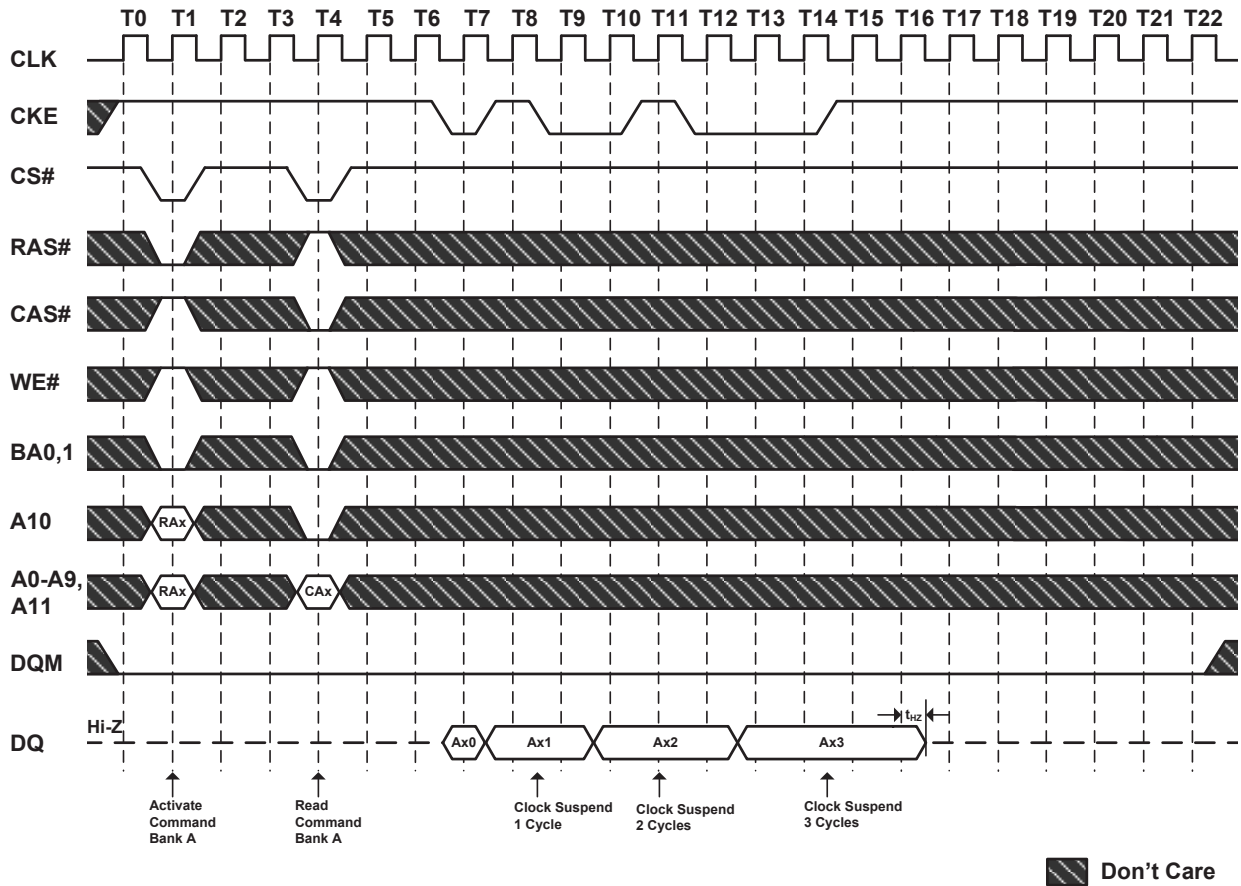 T0 T1 T2 T3 T4 T5 T6 T7 T8 T9 T10 T11 T12 T13 T14 T15 T16 T17 T18 T19 T20 T21 T22
CLK
CKE
CS#
RAS#
CAS#
WE#
BA0,1
A10
RAx
A0-A9,
A11
RAx CAx
DQM
Hi-Z
tHZ
DQ
Ax0 Ax1 Ax2 Ax3
Activate
Command
Bank A
Read
Command
Bank A
Clock Suspend
1 Cycle
Clock Suspend
2 Cycles
Clock Suspend
3 Cycles
Don't Care